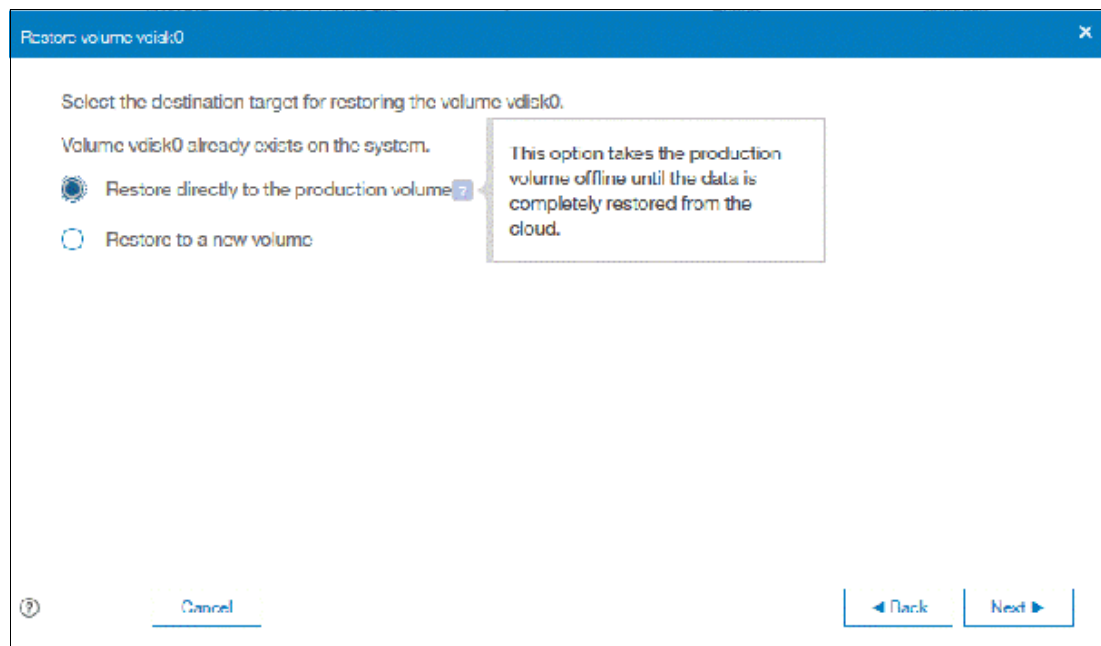 Restore volume vdisk0
×
Select the destination target for restoring the volume vdisk0.
Volume vdisk0 already exists on the system.
Restore directly to the production volume
?
This option takes the production
volume offline until the data is
completely restored from the
cloud.
Restore to a new volume
?
Cancel
Back
Next